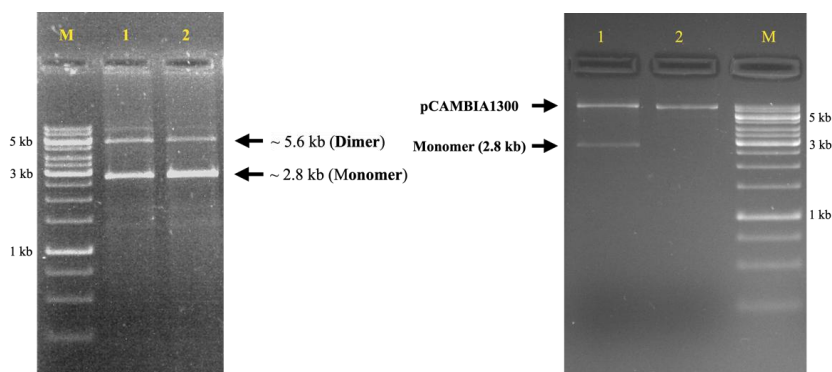 M 1 2
5 kb
3 kb
1 kb
~ 5.6 kb (Dimer)
~ 2.8 kb (Monomer)
1 2 M
pCAMBIA1300
Monomer (2.8 kb)
5 kb
3 kb
1 kb